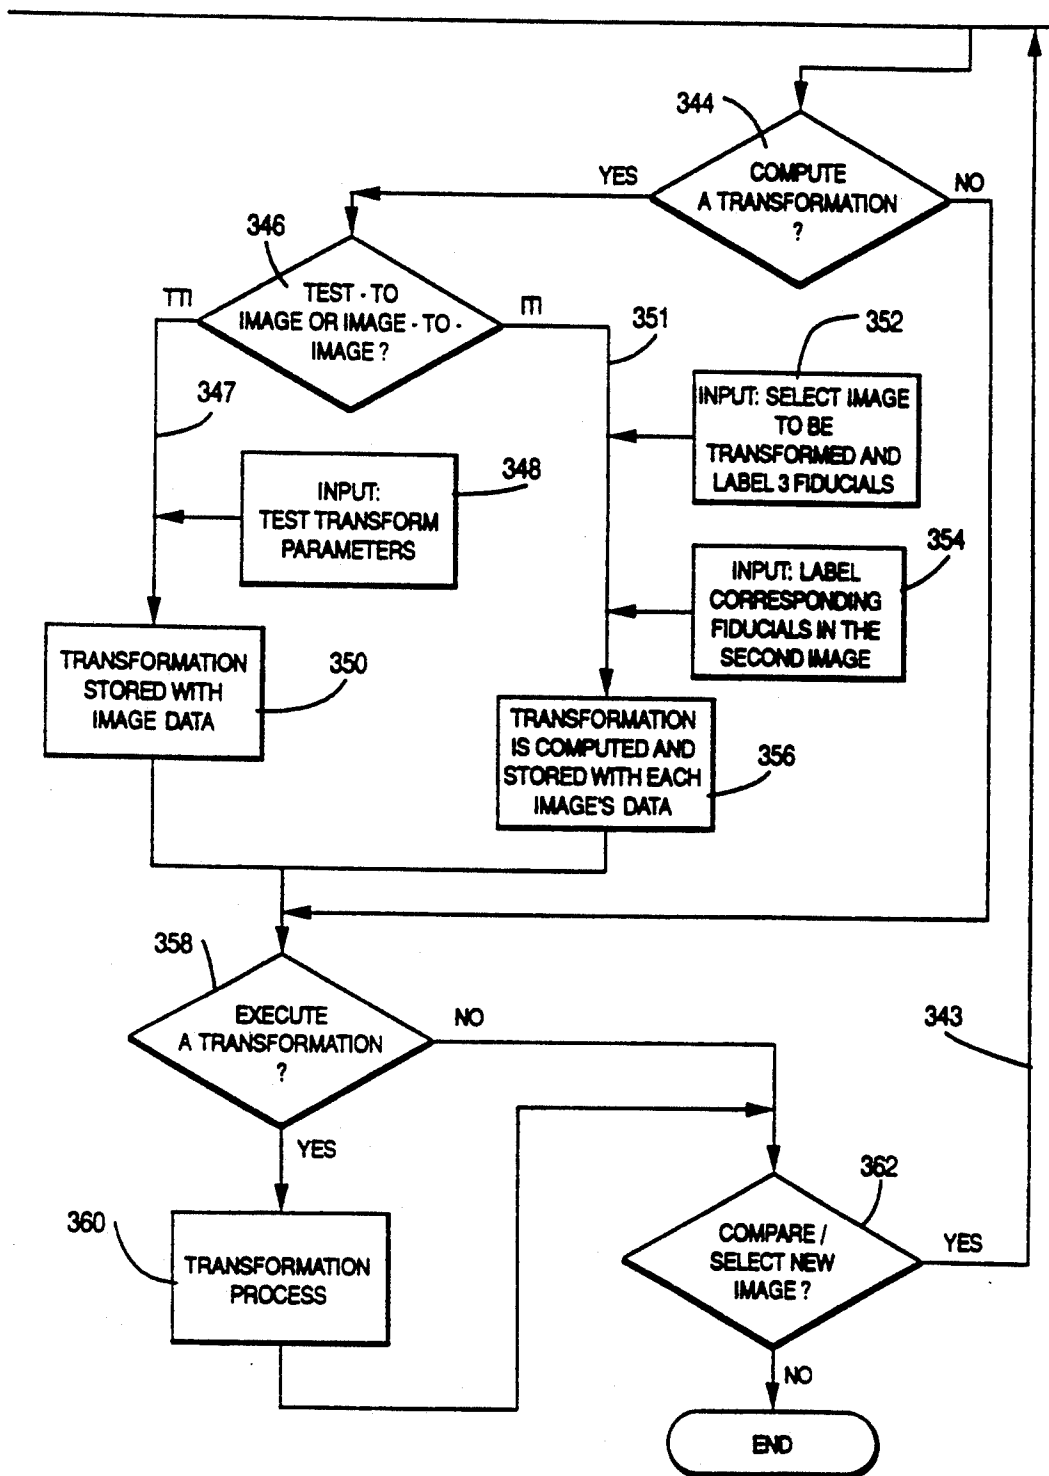 344
COMPUTE
A TRANSFORMATION
?
YES
NO
346
TEST - TO
IMAGE OR IMAGE - TO -
IMAGE ?
TTI
ITI
351
352
INPUT: SELECT IMAGE
TO BE
TRANSFORMED AND
LABEL 3 FIDUCIALS
347
348
INPUT:
TEST TRANSFORM
PARAMETERS
354
INPUT: LABEL
CORRESPONDING
FIDUCIALS IN THE
SECOND IMAGE
TRANSFORMATION
STORED WITH
IMAGE DATA
350
TRANSFORMATION
IS COMPUTED AND
STORED WITH EACH
IMAGE'S DATA
356
358
EXECUTE
A TRANSFORMATION
?
NO
YES
343
360
TRANSFORMATION
PROCESS
362
COMPARE /
SELECT NEW
IMAGE ?
YES
NO
END